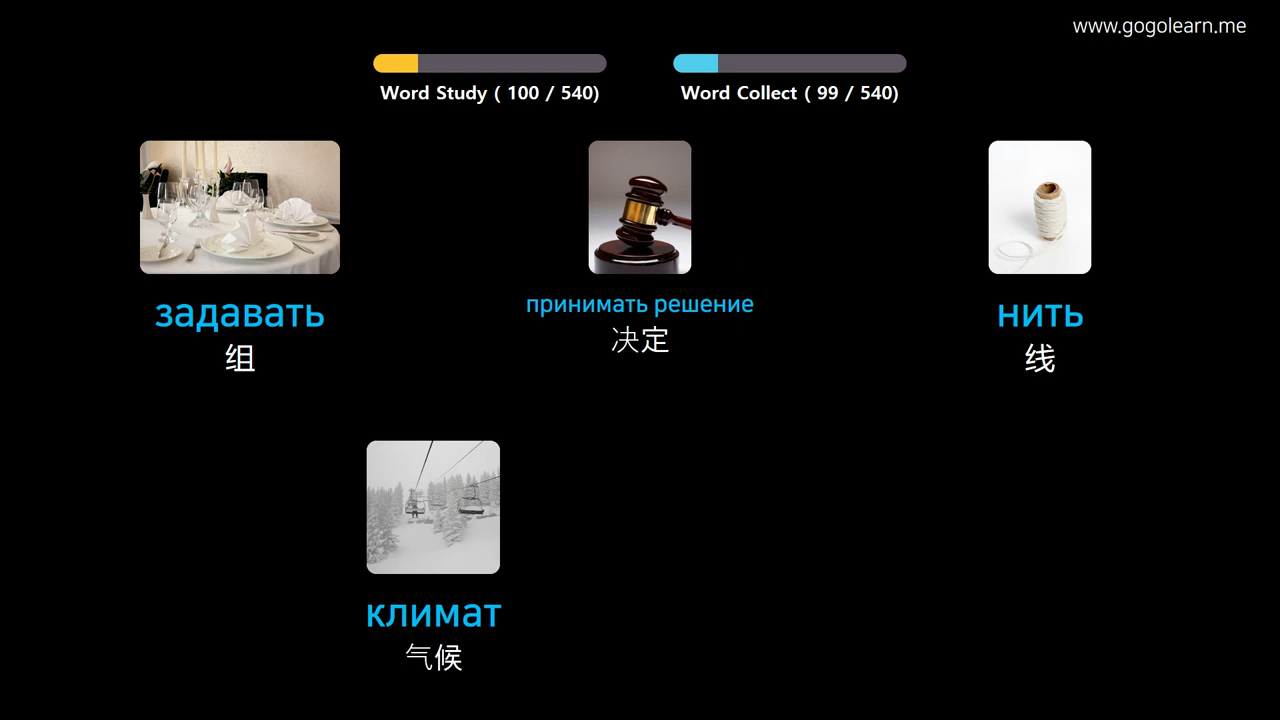 www.gogolearn.me
Word Study ( 100 / 540)
Word Collect ( 99 / 540)
задавать
组
принимать решение
决定
нить
线
климат
气候